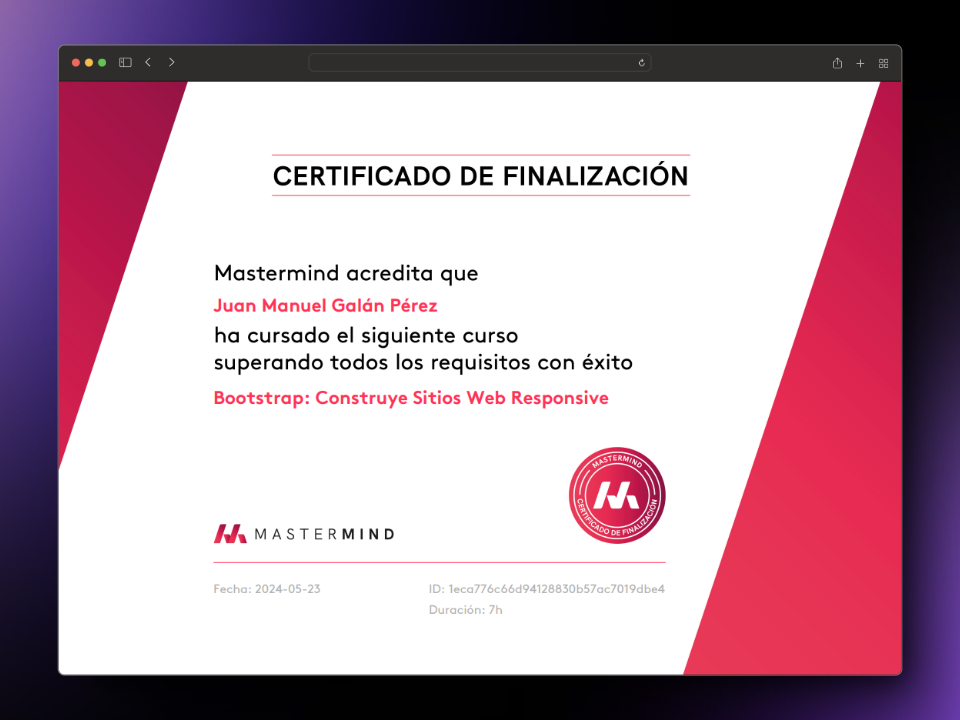 CERTIFICADO DE FINALIZACIÓN
Mastermind acredita que
Juan Manuel Galán Pérez
ha cursado el siguiente curso
superando todos los requisitos con éxito
Bootstrap: Construye Sitios Web Responsive
MASTERMIND
CERTIFICADO DE FINALIZACIÓN
MASTERMIND
Fecha: 2024-05-23
ID: 1eca776c66d94128830b57ac7019dbe4
Duración: 7h